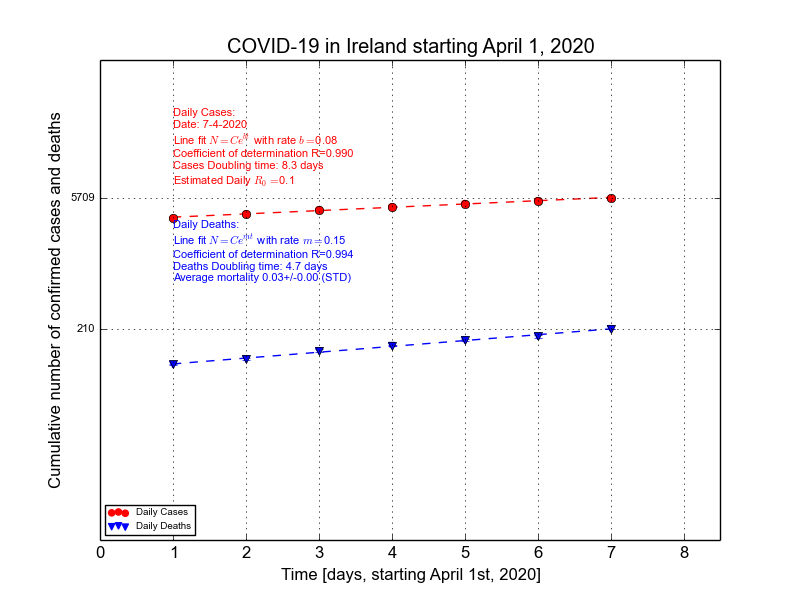 COVID-19 in Ireland starting April 1, 2020
Cumulative number of confirmed cases and deaths
Daily Cases:
Date: 7-4-2020
Line fit N = Ce^{bt} with rate b =0.08
Coefficient of determination R=0.990
Cases Doubling time: 8.3 days
Estimated Daily R_0 =0.1
5709
Daily Deaths:
Line fit N = Ce^{mt} with rate m =0.15
Coefficient of determination R=0.994
Deaths Doubling time: 4.7 days
Average mortality 0.03+/-0.00 (STD)
210
Daily Cases
Daily Deaths
0 1 2 3 4 5 6 7 8
Time [days, starting April 1st, 2020]